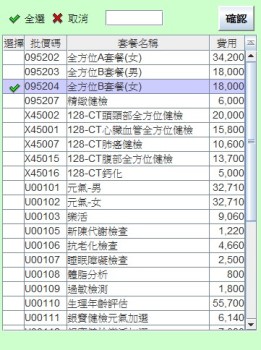 全選 取消 確認
選擇 批價碼 套餐名稱 費用
095202 全方位A套餐(女) 34,200
095203 全方位B套餐(男) 18,000
095204 全方位B套餐(女) 18,000
095207 精緻健檢 6,000
X45002 128-CT頭頸部全方位健檢 20,000
X45001 128-CT心臟血管全方位健檢 15,800
X45007 128-CT肺癌健檢 10,600
X45015 128-CT腹部全方位健檢 13,700
X45016 128-CT鈣化 5,000
U00101 元氣-男 32,710
U00102 元氣-女 32,710
U00103 樂活 9,060
U00105 新陳代謝檢查 1,220
U00106 抗老化檢查 4,660
U00107 睡眠障礙檢查 2,500
U00108 體脂分析 800
U00109 過敏檢測 1,800
U00110 生理年齡評估 55,700
U00111 銀寶健檢元氣加選 6,140